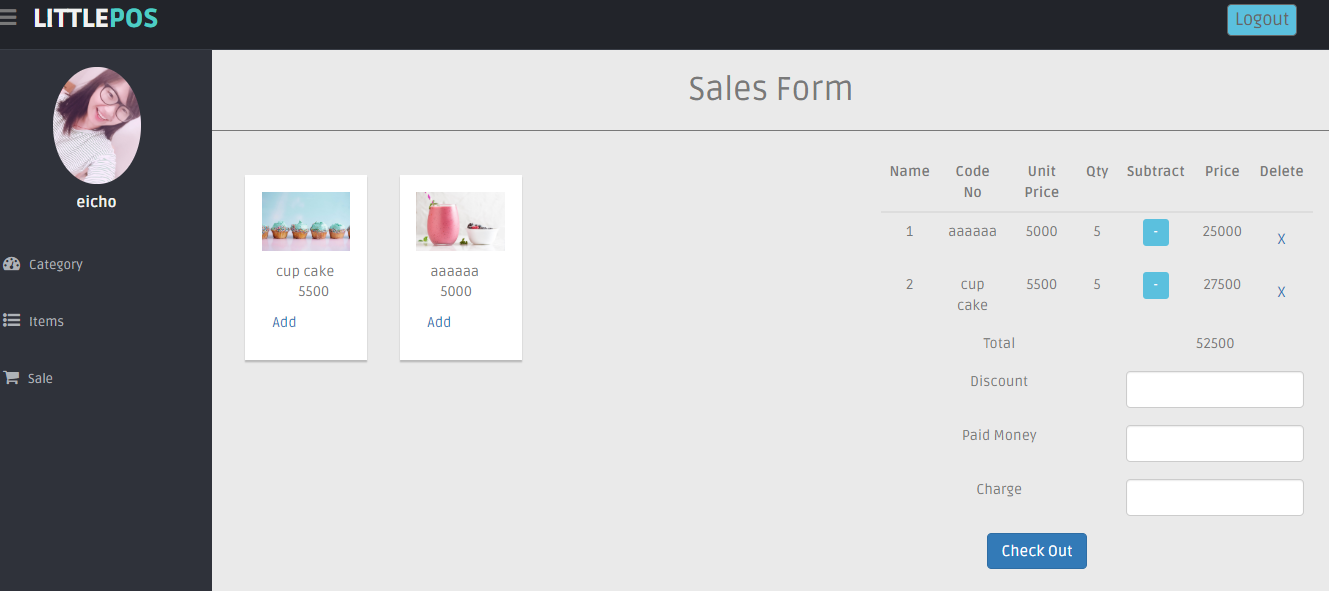 LITTLEPOS
Logout
eicho
Category
Items
Sale
Sales Form
cup cake
5500
Add
aaaaaa
5000
Add
Name Code No Unit Price Qty Subtract Price Delete
1 aaaaaa 5000 5 - 25000 X
2 cup cake 5500 5 - 27500 X
Total 52500
Discount
Paid Money
Charge
Check Out